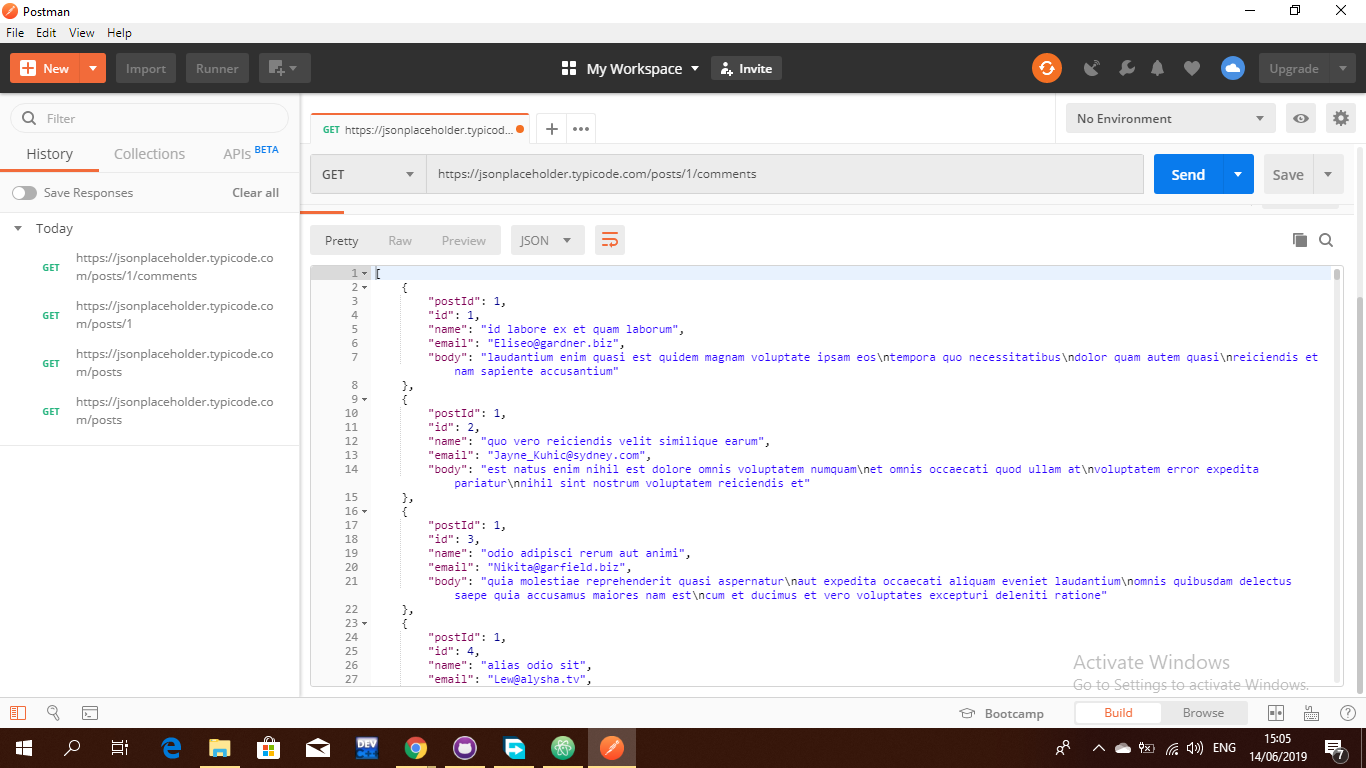 Postman
File Edit View Help
New Import Runner My Workspace Invite Upgrade
Filter
History Collections APIs BETA
Save Responses Clear all
Today
GET https://jsonplaceholder.typicode.co
m/posts/1/comments
GET https://jsonplaceholder.typicode.co
m/posts/1
GET https://jsonplaceholder.typicode.co
m/posts
GET https://jsonplaceholder.typicode.co
m/posts
GET https://jsonplaceholder.typicod...
No Environment
GET https://jsonplaceholder.typicode.com/posts/1/comments Send Save
Pretty Raw Preview JSON
1 [
2 {
3 "postId": 1,
4 "id": 1,
5 "name": "id labore ex et quam laborum",
6 "email": "Eliseo@gardner.biz",
7 "body": "laudantium enim quasi est quidem magnam voluptate ipsam eos\ntempora quo necessitatibus\ndolor quam autem quasi\nreiciendis et
nam sapiente accusantium"
8 },
9 {
10 "postId": 1,
11 "id": 2,
12 "name": "quo vero reiciendis velit similique earum",
13 "email": "Jayne_Kuhic@sydney.com",
14 "body": "est natus enim nihil est dolore omnis voluptatem numquam\net omnis occaecati quod ullam at\nvoluptatem error expedita
pariatur\nnihil sint nostrum voluptatem reiciendis et"
15 },
16 {
17 "postId": 1,
18 "id": 3,
19 "name": "odio adipisci rerum aut animi",
20 "email": "Nikita@garfield.biz",
21 "body": "quia molestiae reprehenderit quasi aspernatur\naut expedita occaecati aliquam eveniet laudantium\nomnis quibusdam delectus
saepe quia accusamus maiores nam est\ncum et ducimus et vero voluptates excepturi deleniti ratione"
22 },
23 {
24 "postId": 1,
25 "id": 4,
26 "name": "alias odio sit",
27 "email": "Lew@alysha.tv",
Activate Windows
Go to Settings to activate Windows.
Bootcamp Build Browse
DEV
ENG
15:05
14/06/2019
7